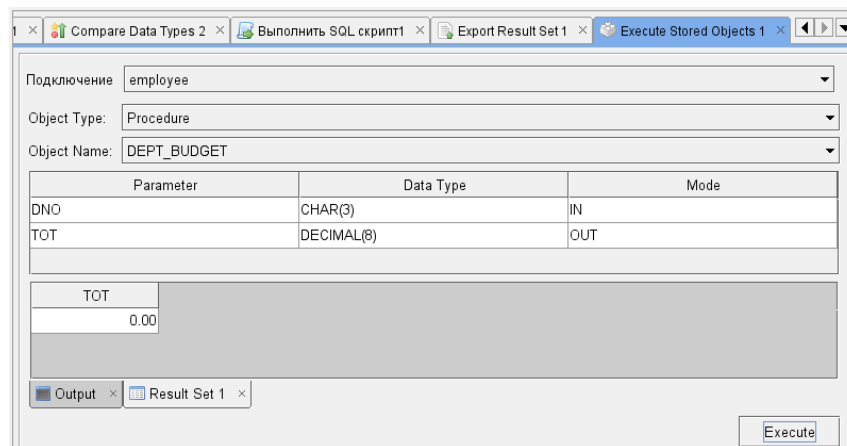 1 Compare Data Types 2 Выполнить SQL скрипт1 Export Result Set 1 Execute Stored Objects 1
Подключение employee
Object Type: Procedure
Object Name: DEPT_BUDGET
Parameter Data Type Mode
DNO CHAR(3) IN
TOT DECIMAL(8) OUT
TOT
0.00
Output Result Set 1
Execute